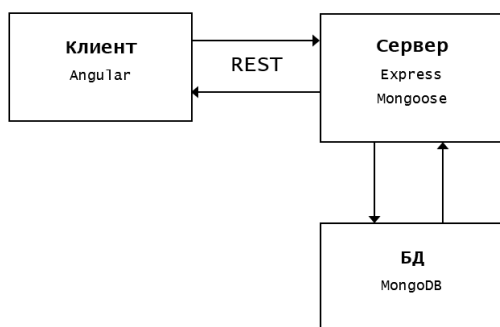 Клиент
Angular
REST
Сервер
Express
Mongoose
БД
MongoDB